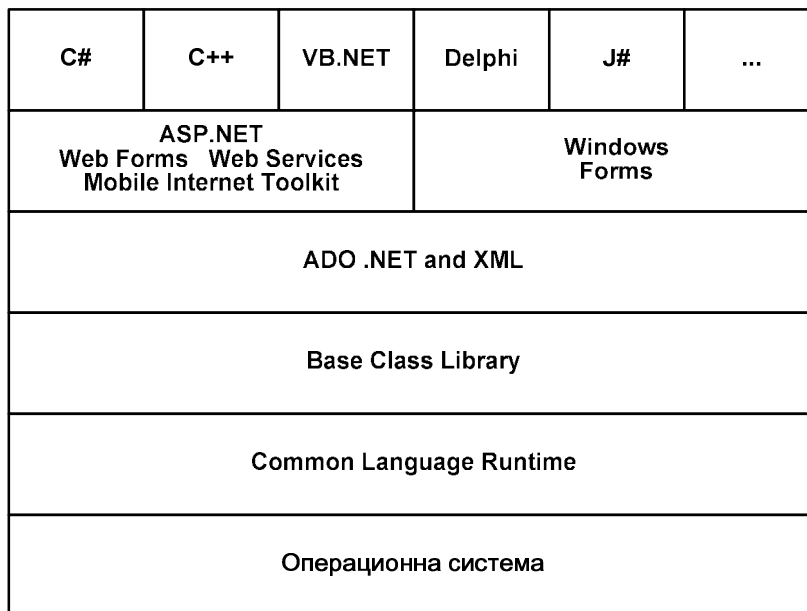 C#
C++
VB.NET
Delphi
J#
...
ASP.NET
Web Forms Web Services
Mobile Internet Toolkit
Windows
Forms
ADO .NET and XML
Base Class Library
Common Language Runtime
Операционна система